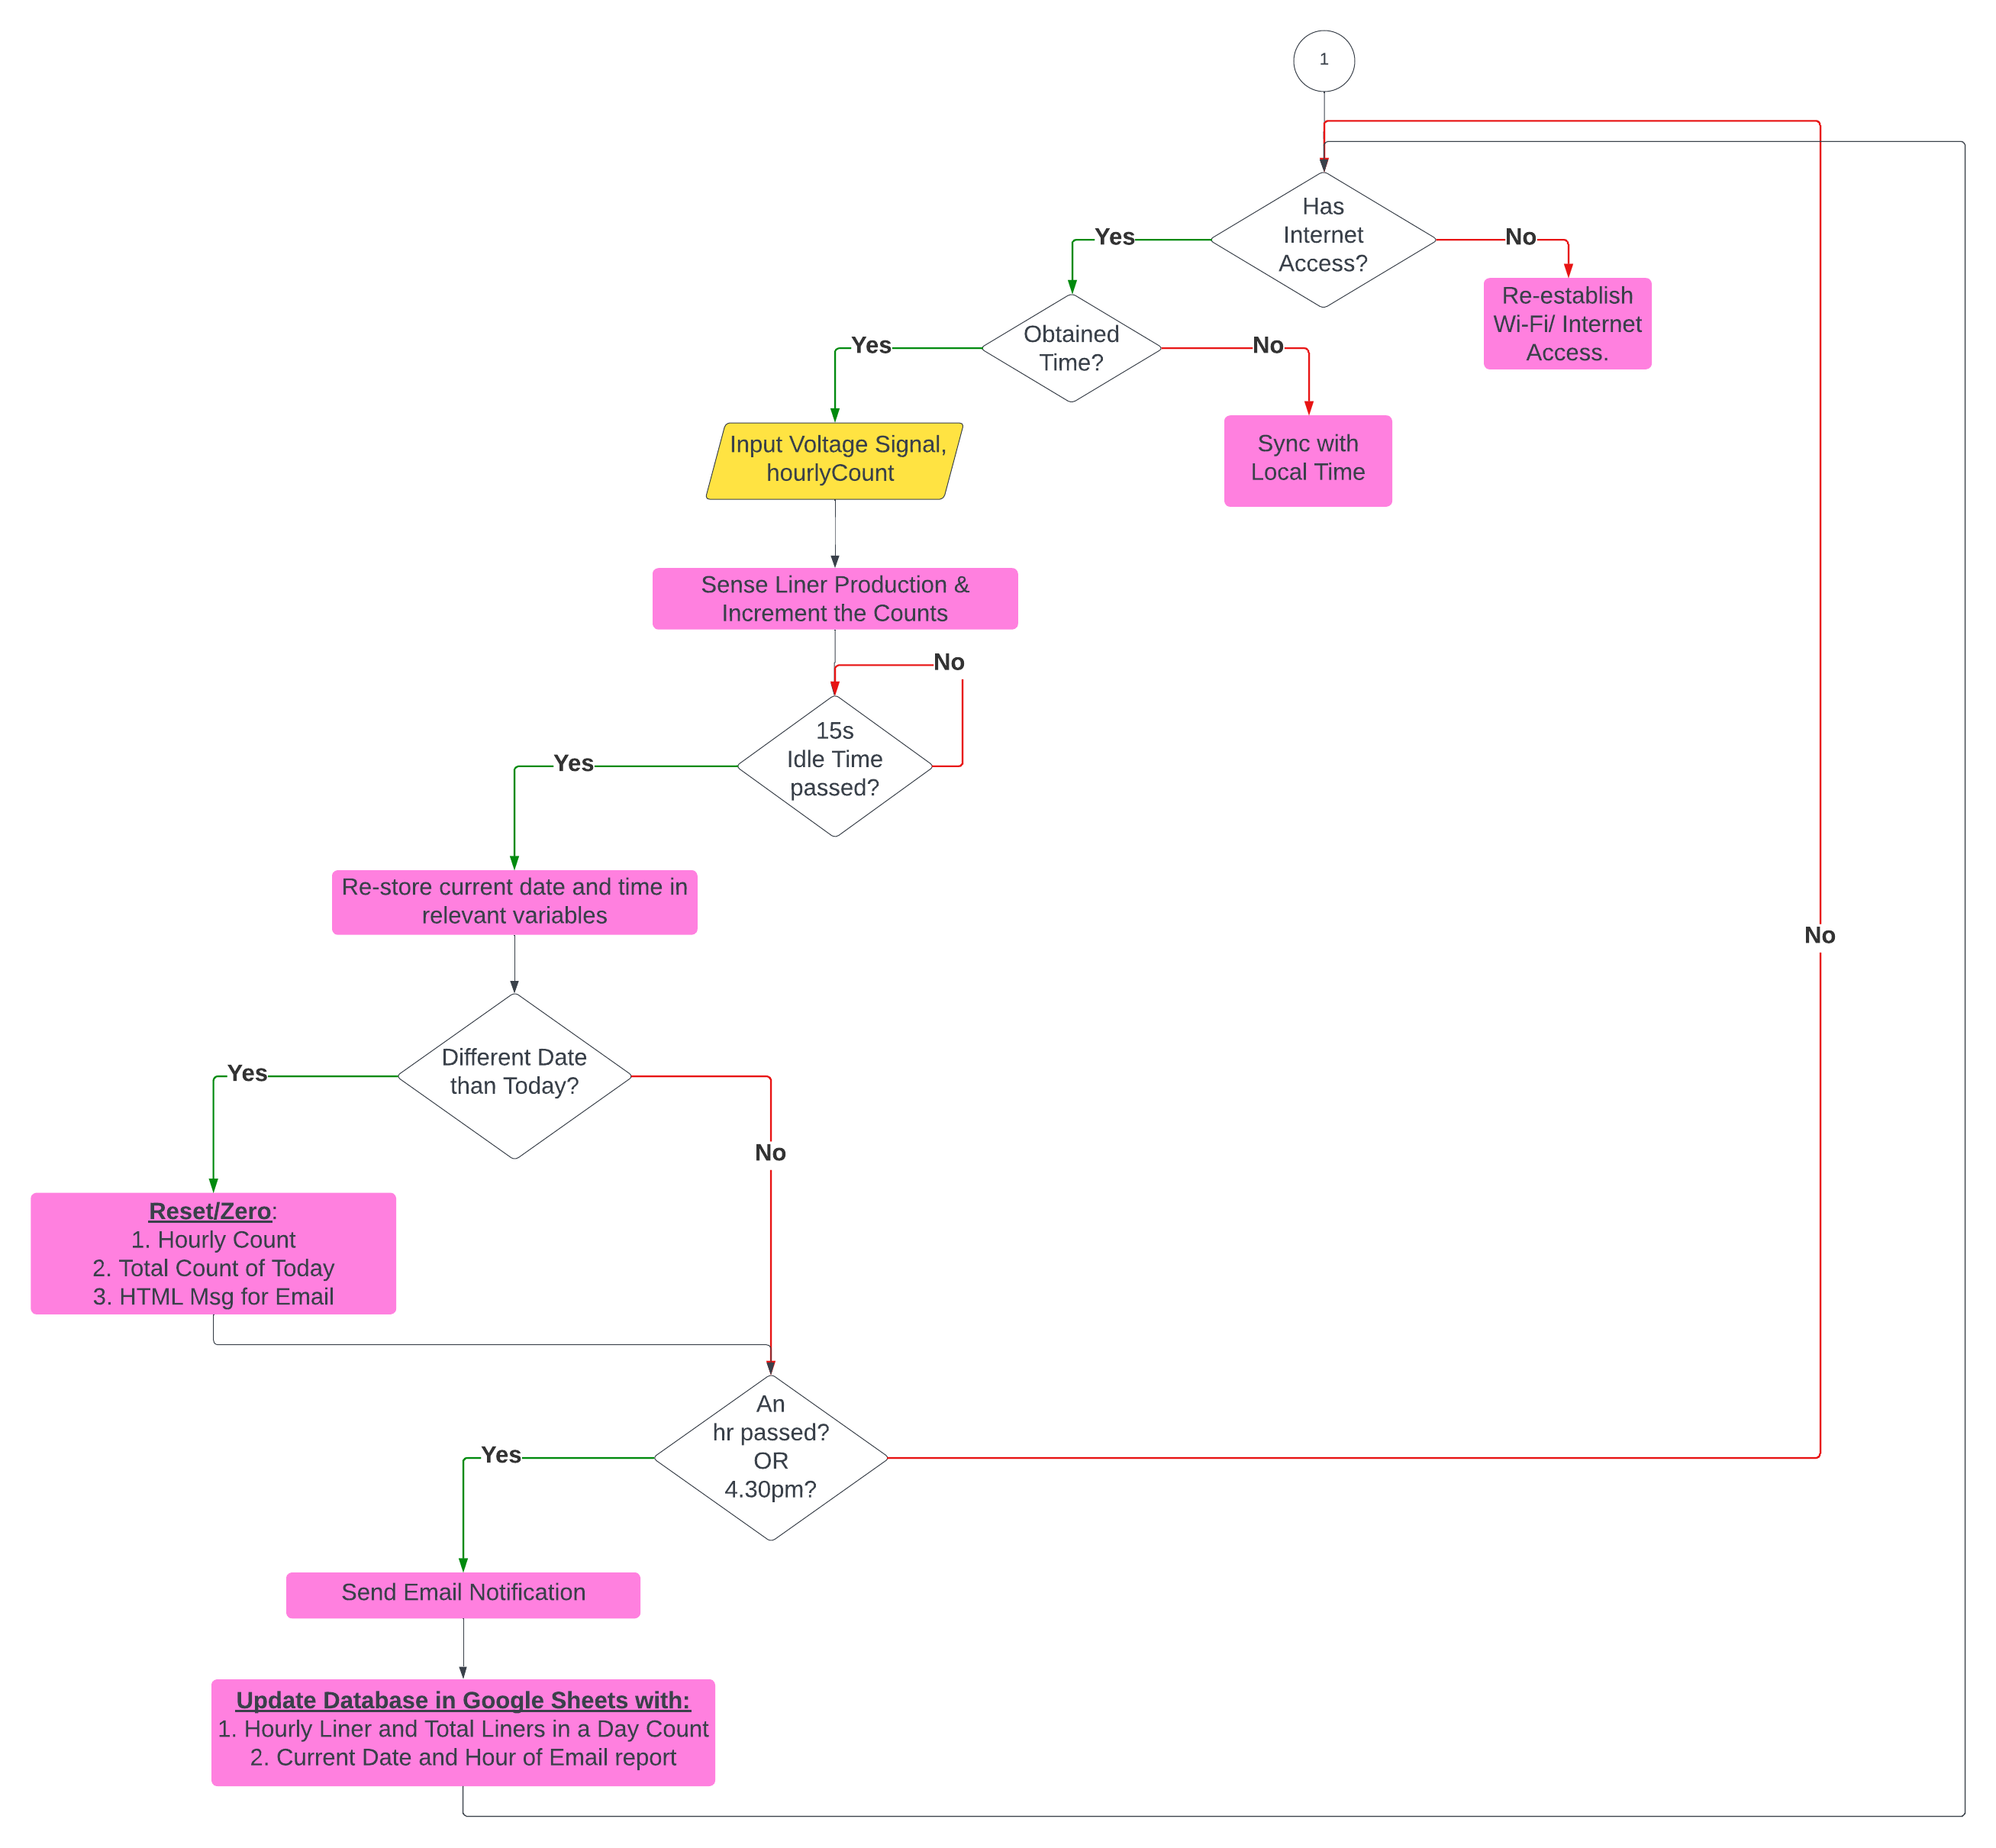 1
Has
Internet
Access?
Yes
No
Re-establish
Wi-Fi/ Internet
Access.
Obtained
Time?
Yes
No
Input Voltage Signal,
hourlyCount
Sync with
Local Time
Sense Liner Production &
Increment the Counts
No
15s
Idle Time
passed?
Yes
Re-store current date and time in
relevant variables
No
Different Date
than Today?
Yes
No
Reset/Zero:
1. Hourly Count
2. Total Count of Today
3. HTML Msg for Email
An
hr passed?
OR
4.30pm?
Yes
Send Email Notification
Update Database in Google Sheets with:
1. Hourly Liner and Total Liners in a Day Count
2. Current Date and Hour of Email report